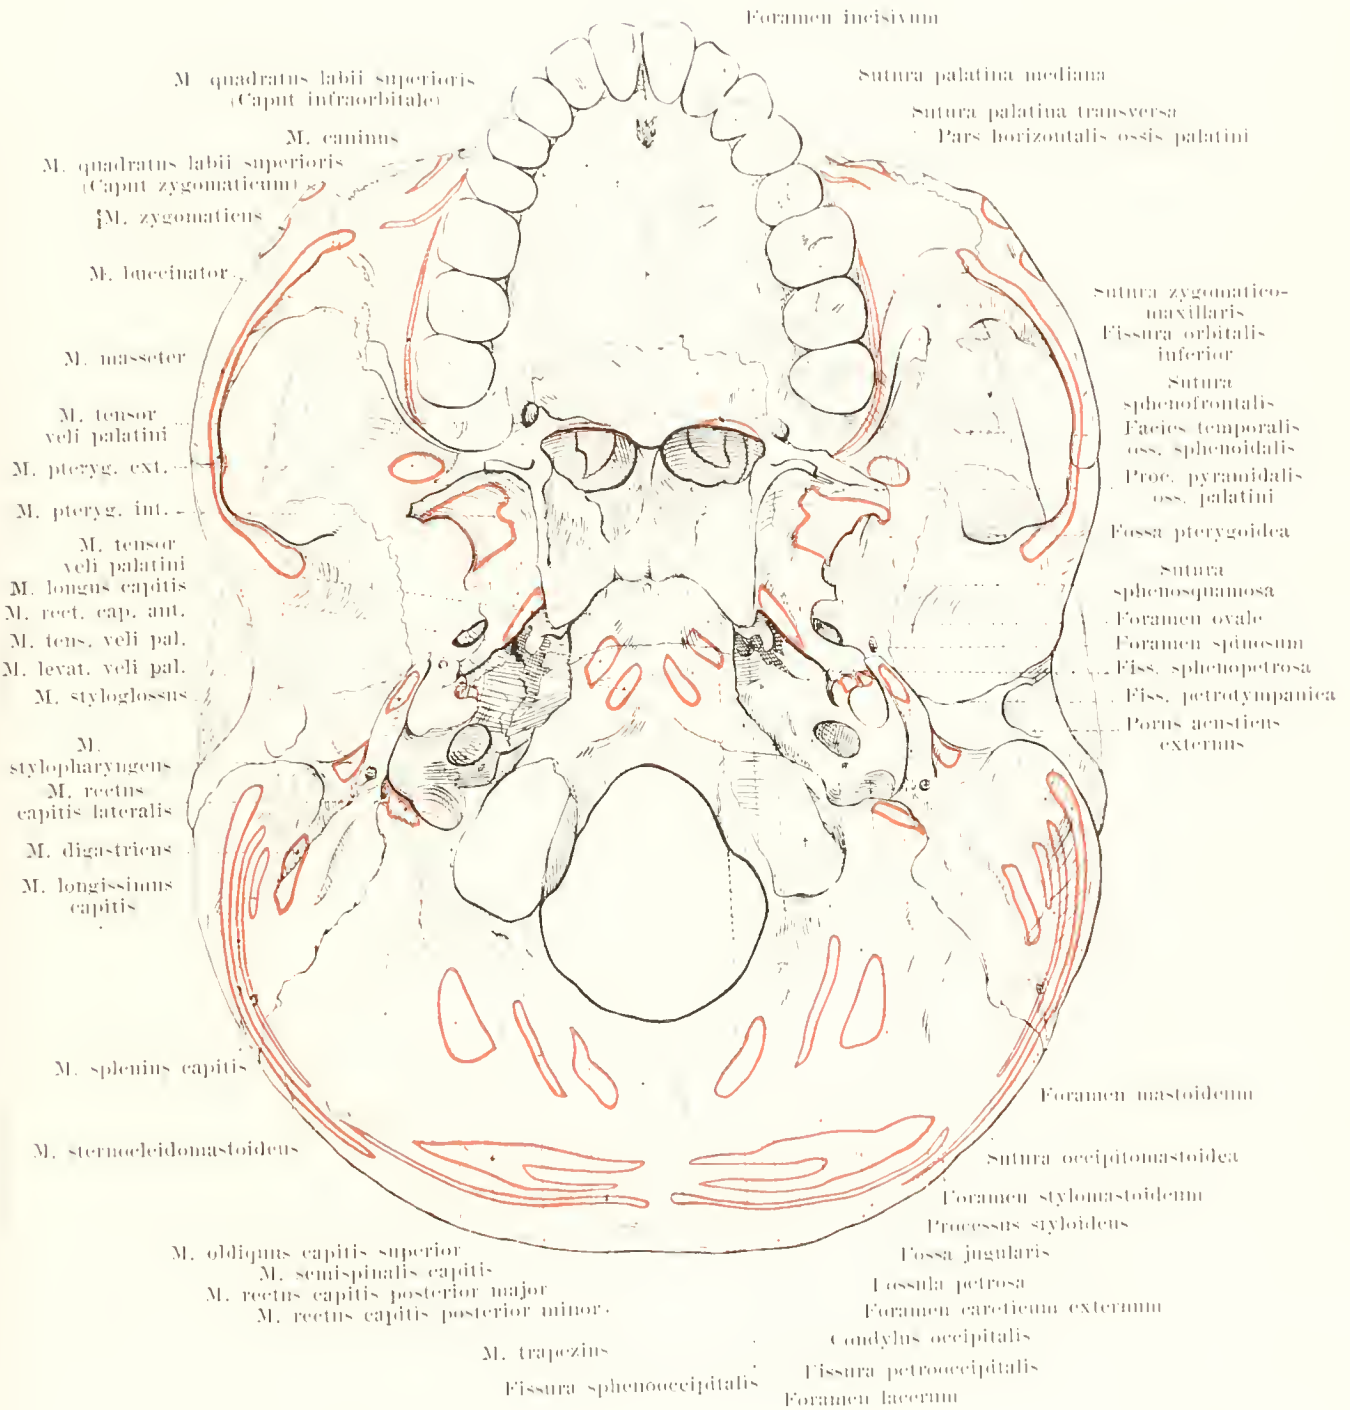 Foramen incisivum
M. quadratus labii superioris
(Caput infraorbitale)
M. caninus
M. quadratus labii superioris
(Caput zygomaticum)
M. zygomaticus
M. buccinator
M. masseter
M. tensor
veli palatini
M. pteryg. ext.
M. pteryg. int.
M. tensor
veli palatini
M. longus capitis
M. rect. cap. ant.
M. tens. veli pal.
M. levat. veli pal.
M. styloglossus
M.
stylopharyngeus
M. rectus
capitis lateralis
M. digastricus
M. longissimus
capitis
M. splenius capitis
M. sternocleidomastoideus
M. obliquus capitis superior
M. semispinalis capitis
M. rectus capitis posterior major
M. rectus capitis posterior minor
M. trapezius
Fissura sphenooccipitalis
Sutura palatina mediana
Sutura palatina transversa
Pars horizontalis ossis palatini
Sutura zygomatico-
maxillaris
Fissura orbitalis
inferior
Sutura
sphenofrontalis
Facies temporalis
oss. sphenoidalis
Proc. pyramidalis
oss. palatini
Fossa pterygoidea
Sutura
sphenosquamosa
Foramen ovale
Foramen spinosum
Fiss. sphenopetrosa
Fiss. petrotympanica
Porus acusticus
externus
Foramen mastoideum
Sutura occipitomastoidea
Foramen stylomastoideum
Processus styloideus
Fossa jugularis
Fossula petrosa
Foramen caroticum externum
Condylus occipitalis
Fissura petrooccipitalis
Foramen lacerum